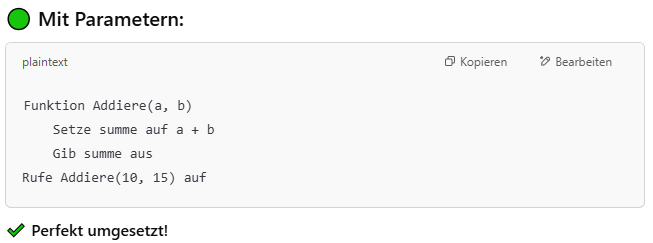 Mit Parametern:
plaintext Kopieren Bearbeiten
Funktion Addiere(a, b)
    Setze summe auf a + b
    Gib summe aus
Rufe Addiere(10, 15) auf
Perfekt umgesetzt!